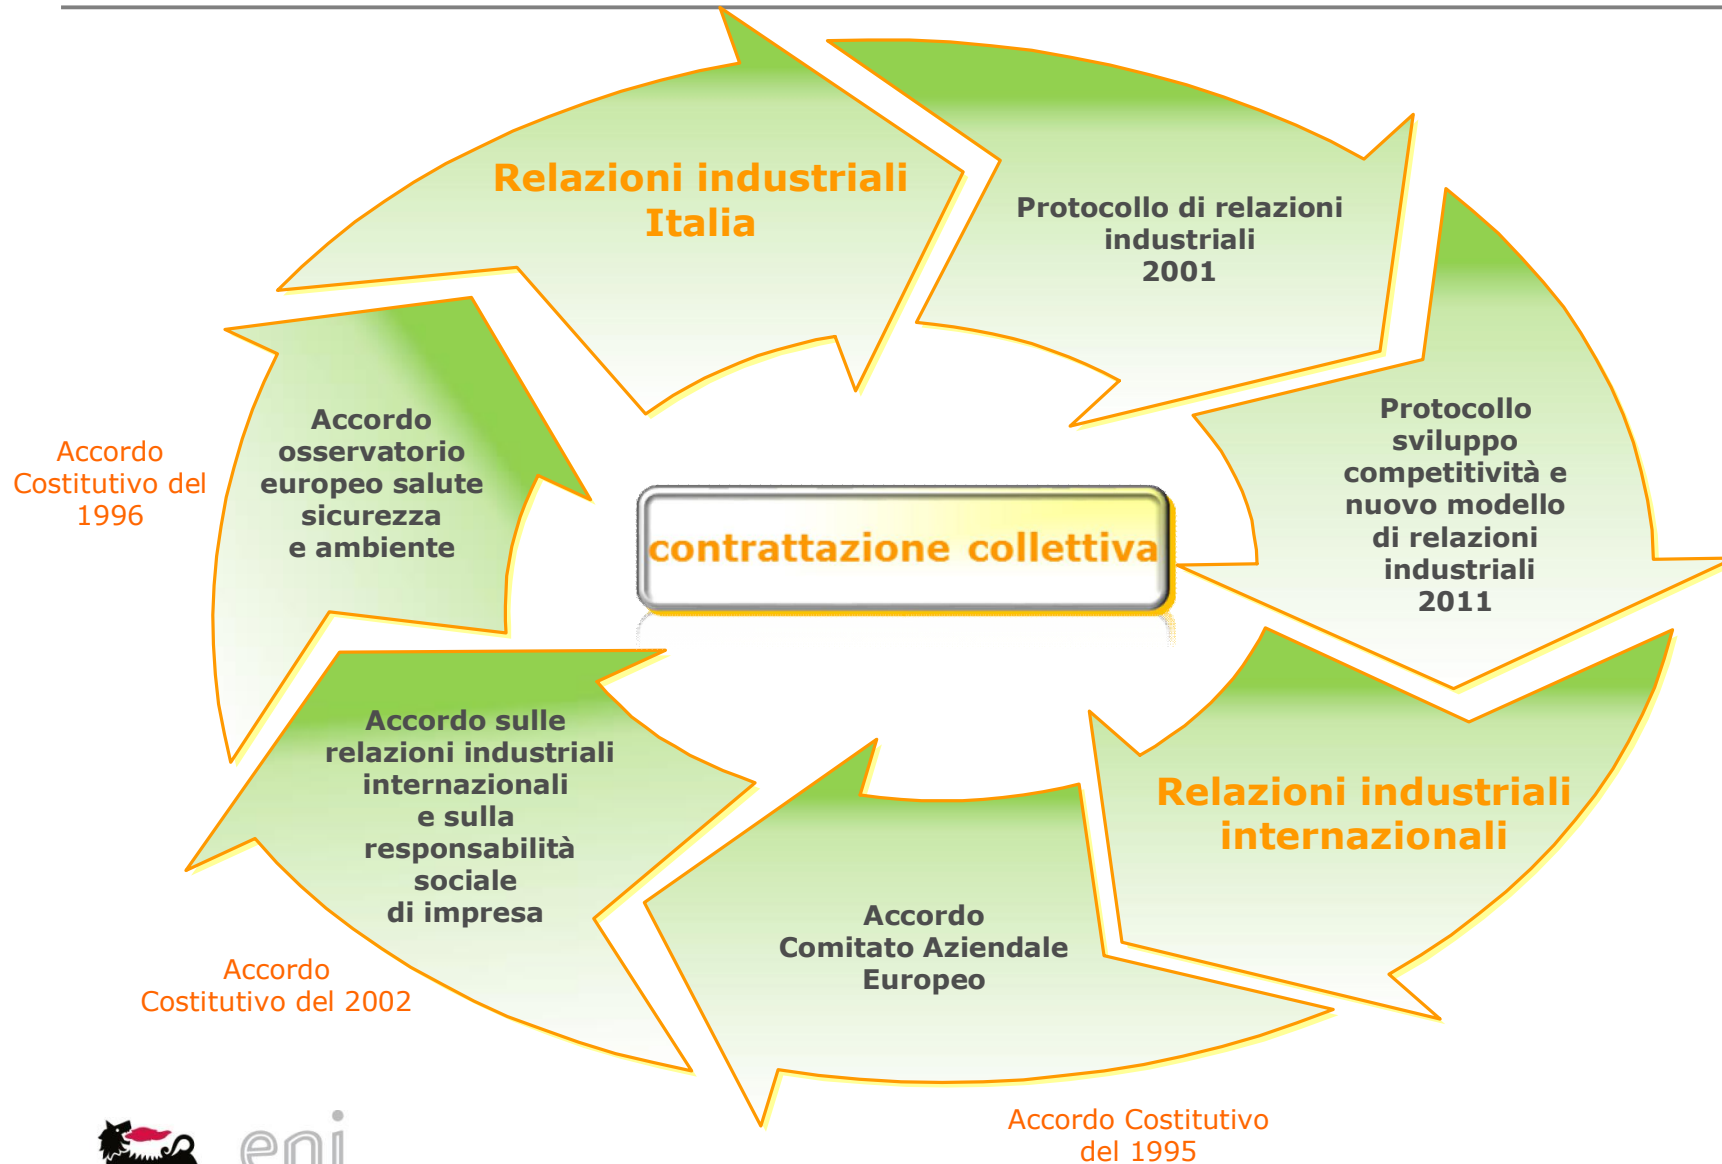 Relazioni industriali
Italia
Protocollo di relazioni
industriali
2001
Protocollo
sviluppo
competitività e
nuovo modello
di relazioni
industriali
2011
Relazioni industriali
internazionali
Accordo
Comitato Aziendale
Europeo
Accordo Costitutivo
del 1995
Accordo sulle
relazioni industriali
internazionali
e sulla
responsabilità
sociale
di impresa
Accordo
Costitutivo del 2002
Accordo
osservatorio
europeo salute
sicurezza
e ambiente
Accordo
Costitutivo del
1996
contrattazione collettiva
eni